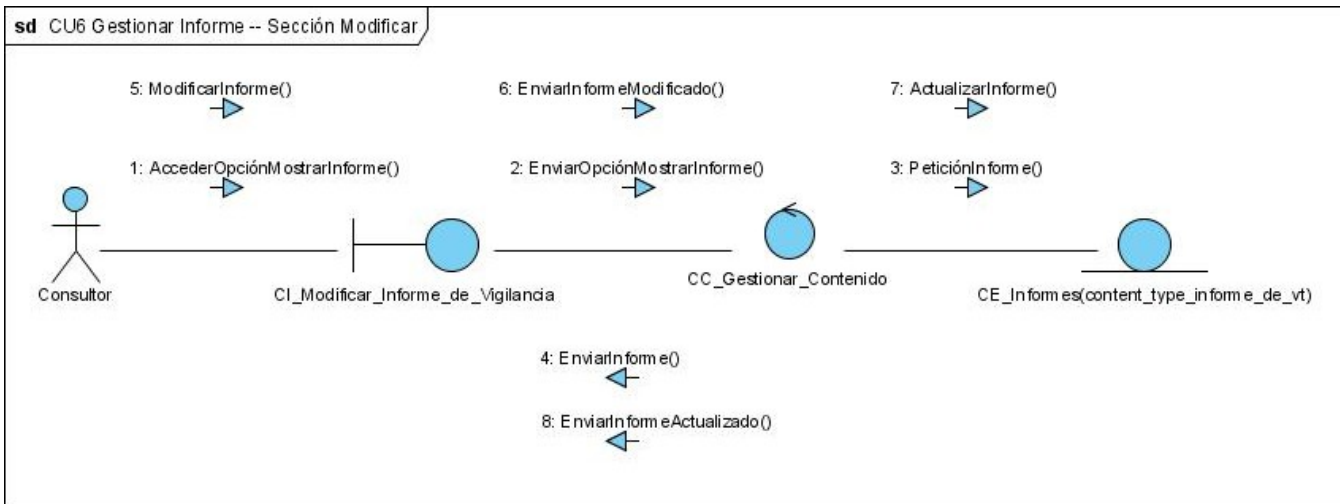 sd CU6 Gestionar Informe -- Sección Modificar
5: ModificarInforme()
6: EnviarInformeModificado()
7: ActualizarInforme()
1: AccederOpciónMostrarInforme()
2: EnviarOpciónMostrarInforme()
3: PeticiónInforme()
Consultor
CI_Modificar_Informe_de_Vigilancia
CC_Gestionar_Contenido
CE_Informes(content_type_informe_de_vt)
4: EnviarInforme()
8: EnviarInformeActualizado()